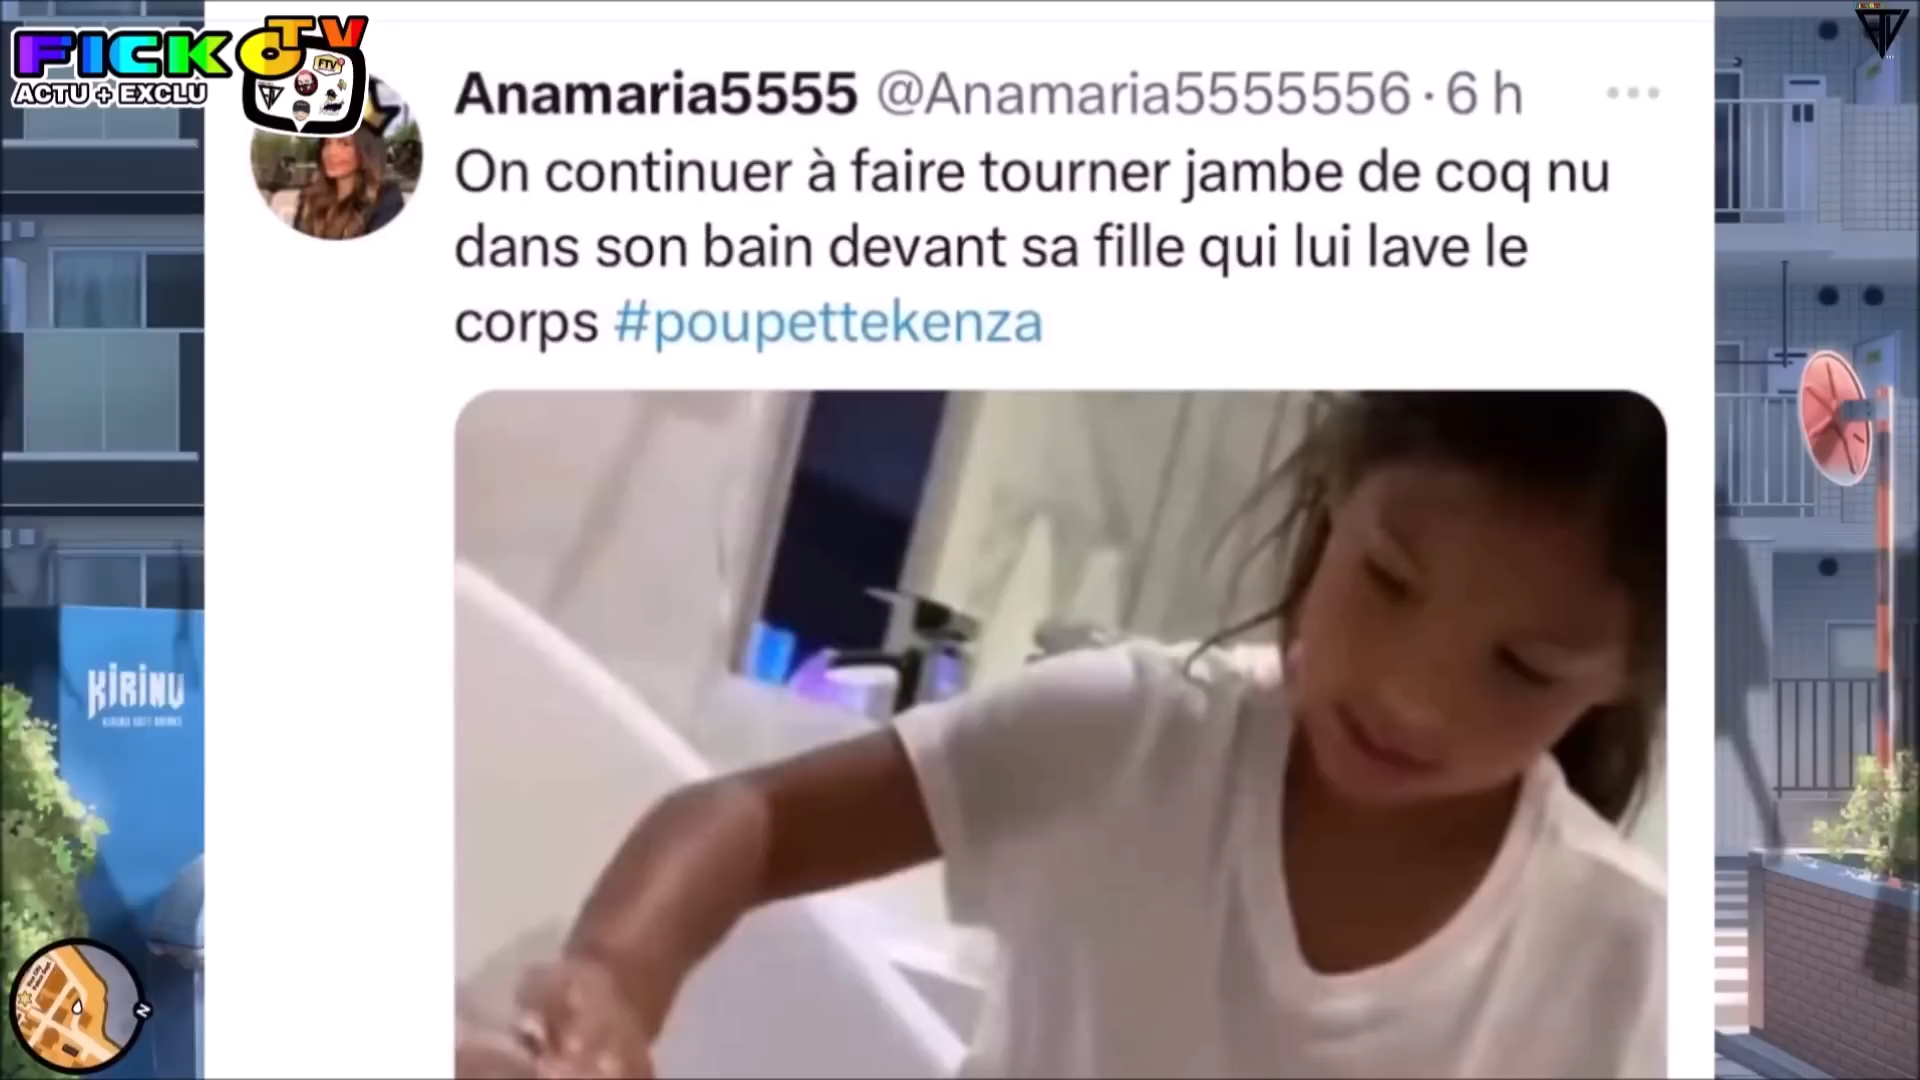 FICKO TV
ACTU + EXCLU
FTV
Anamaria5555 @Anamaria5555556 · 6 h
On continuer à faire tourner jambe de coq nu
dans son bain devant sa fille qui lui lave le
corps #poupettekenza
KIRINU
N